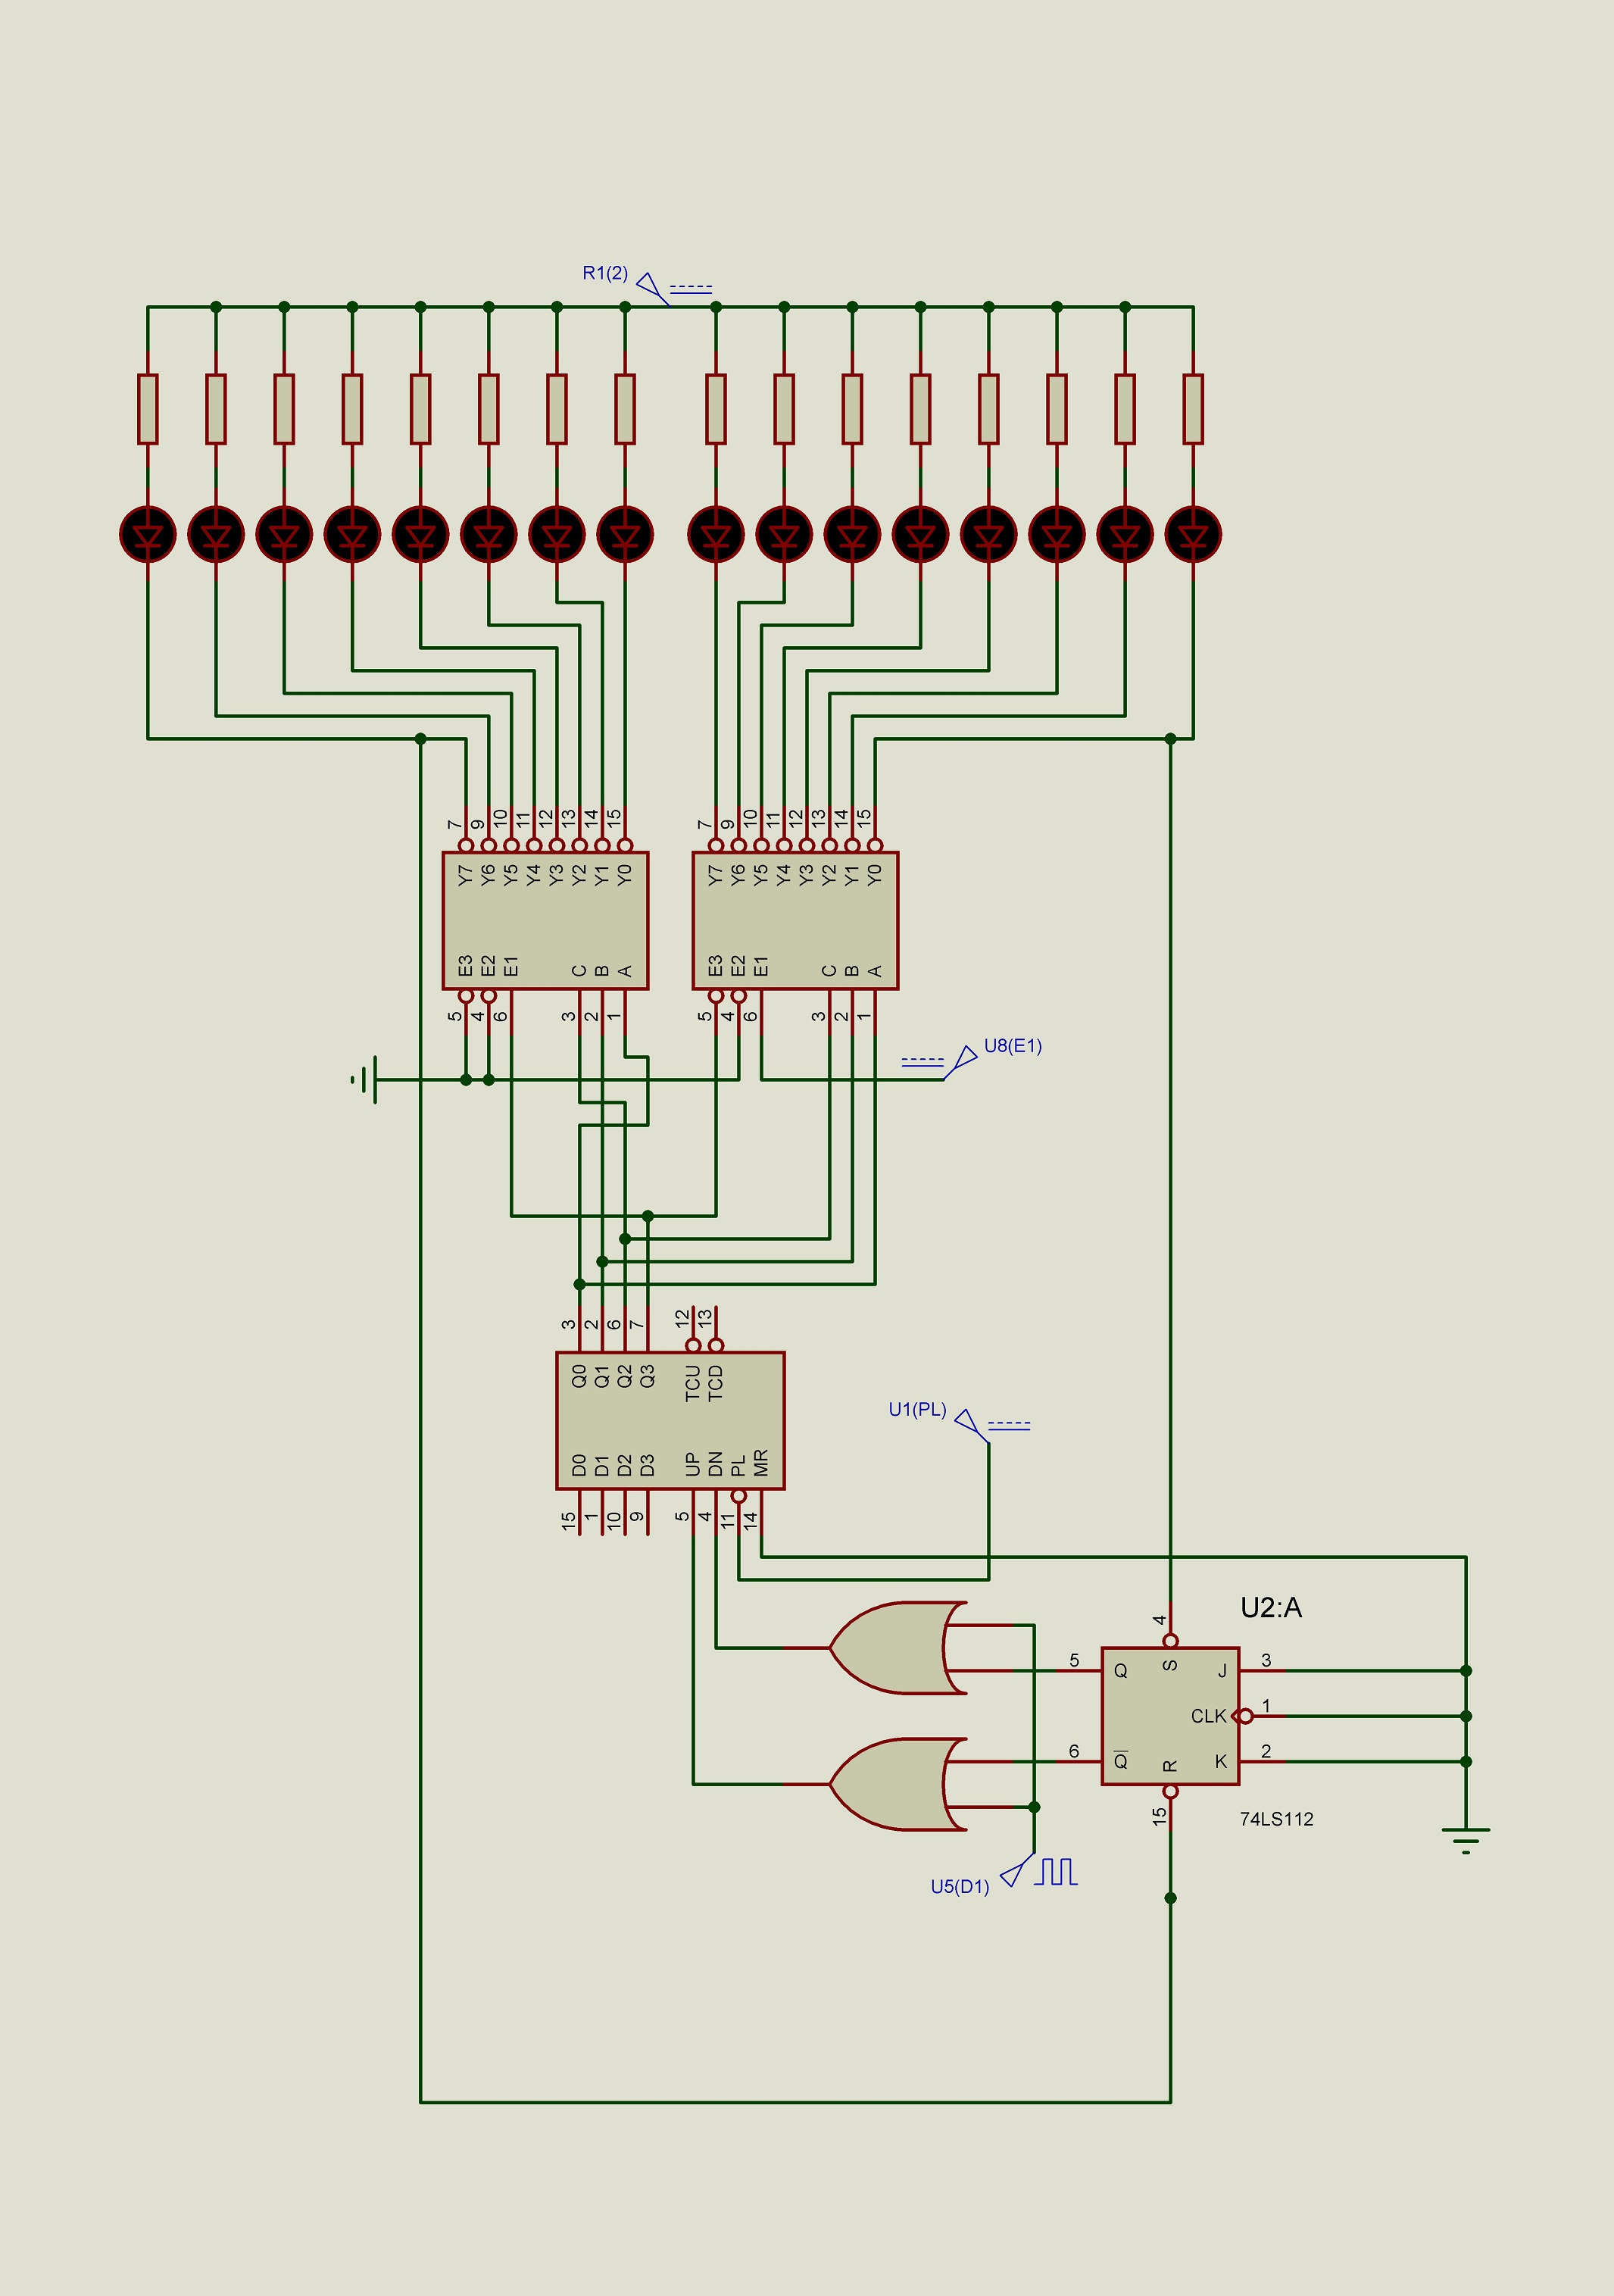 R1(2)
7 9 10 11 12 13 14 15
7 9 10 11 12 13 14 15
Y7 Y6 Y5 Y4 Y3 Y2 Y1 Y0
Y7 Y6 Y5 Y4 Y3 Y2 Y1 Y0
E3 E2 E1 C B A
E3 E2 E1 C B A
5 4 6 3 2 1
5 4 6 3 2 1
U8(E1)
3 2 6 7 12 13
Q0 Q1 Q2 Q3 TCU TCD
U1(PL)
D0 D1 D2 D3 UP DN PL MR
15 1 10 9 5 4 11 14
U2:A
4
5 Q S J 3
CLK 1
6 Q R K 2
15
74LS112
U5(D1)